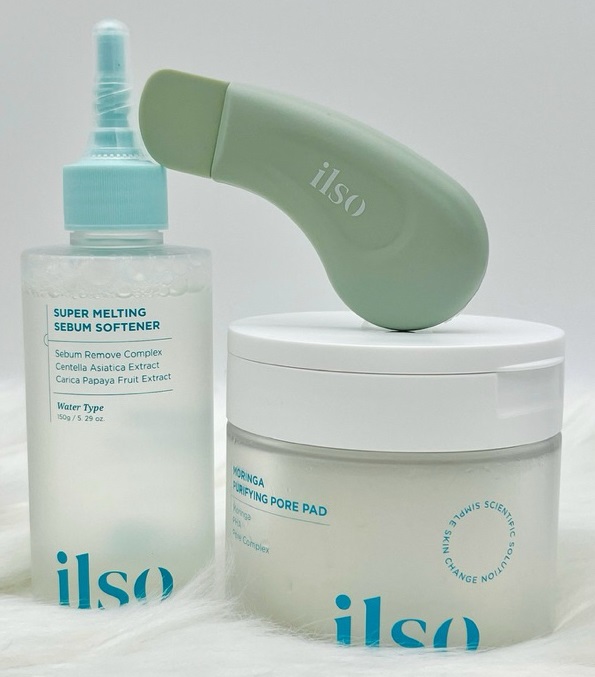 ilso
SUPER MELTING
SEBUM SOFTENER
Sebum Remove Complex
Centella Asiatica Extract
Carica Papaya Fruit Extract
Water Type
150g / 5. 29 oz.
ilso
MORINGA
PURIFYING PORE PAD
Moringa
PHA
Pore Complex
SIMPLE SCIENTIFIC SOLUTION SKIN CHANGE
ilso